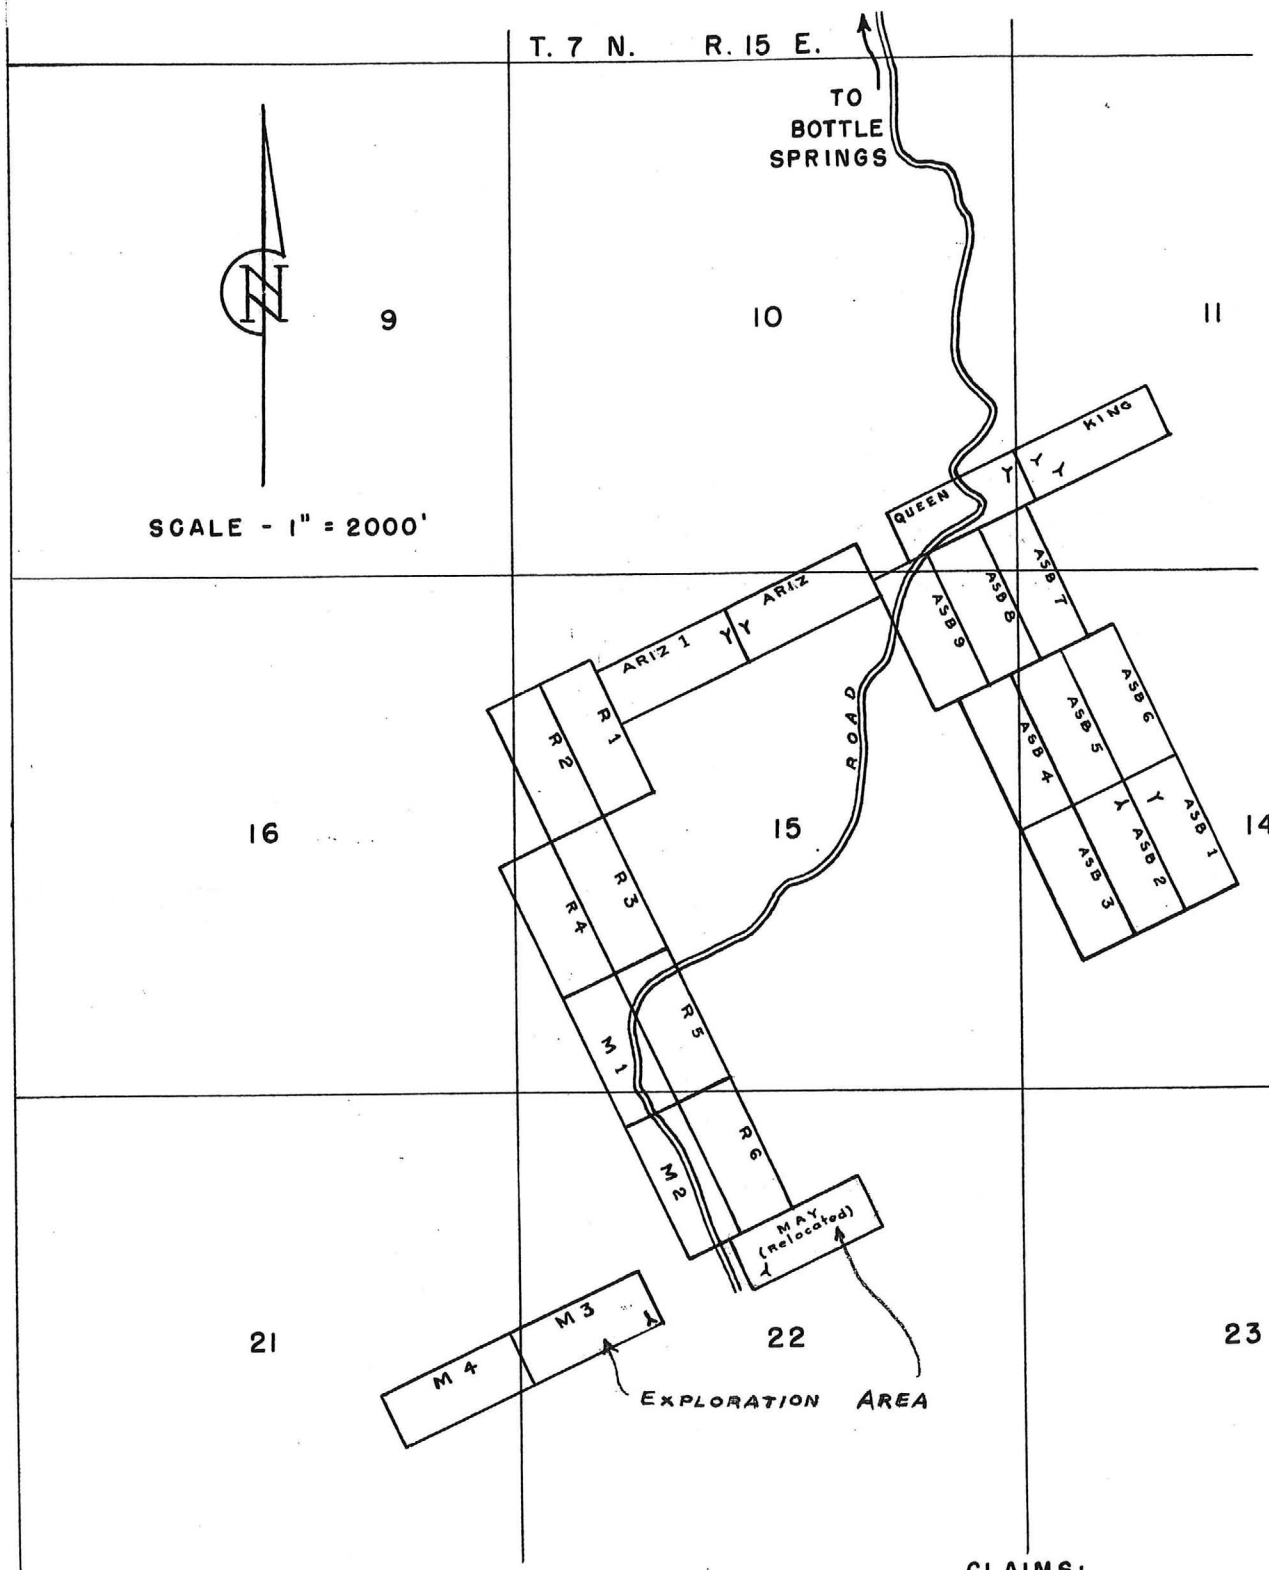 T. 7 N. R. 15 E.
TO
BOTTLE
SPRINGS
N
9
10
11
SCALE - 1" = 2000'
KING
QUEEN
ARIZ
ARIZ 1
ASB 7
ASB 8
ASB 9
R 1
R 2
ROAD
ASB 6
ASB 5
ASB 4
16
15
14
ASB 1
ASB 2
ASB 3
R 3
R 4
R 5
M 1
R 6
M 2
MAY
(Relocated)
M 3
M 4
21
22
23
EXPLORATION AREA
CLAIMS: